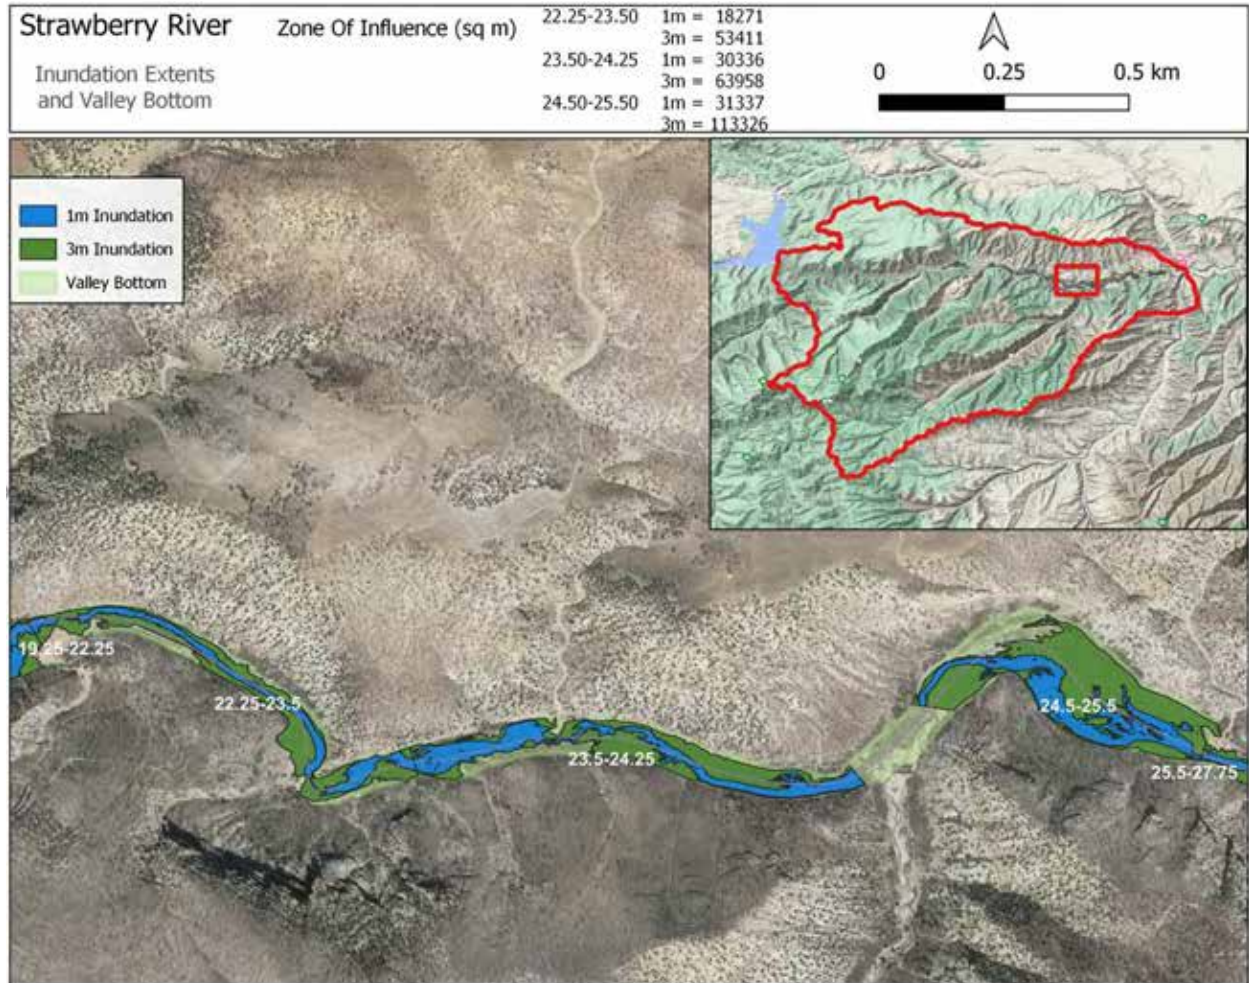 Strawberry River
Zone Of Influence (sq m)
Inundation Extents
and Valley Bottom
22.25-23.50 1m = 18271
3m = 53411
23.50-24.25 1m = 30336
3m = 63958
24.50-25.50 1m = 31337
3m = 113326
0 0.25 0.5 km
1m Inundation
3m Inundation
Valley Bottom
19.25-22.25
22.25-23.5
23.5-24.25
24.5-25.5
25.5-27.75